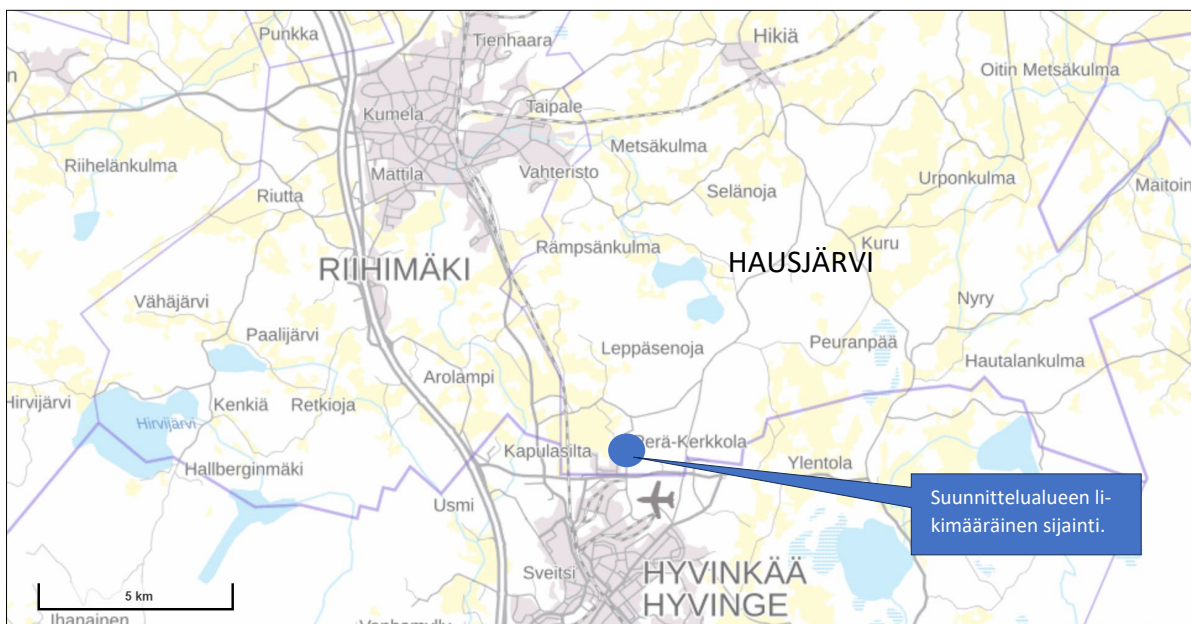 Punkka
Tienhaara
Hikiä
Oitin Metsäkulma
Kumela
Taipale
Metsäkulma
Riihelänkulma
Mattila
Vahteristo
Urponkulma
Maitoin
Riutta
Selänoja
Rämpsänkulma
Kuru
RIIHIMÄKI
HAUSJÄRVI
Vähäjärvi
Nyry
Paalijärvi
Peuranpää
Leppäsenoja
Hautalankulma
Arolampi
Hirvijärvi
Kenkiä
Retkioja
Hirvijärvi
Kapulasilta
Perä-Kerkkola
Hallberginmäki
Ylentola
Usmi
Suunnittelualueen li-
kimääräinen sijainti.
Sveitsi
HYVINKÄÄ
HYVINGE
5 km
Ihanainen